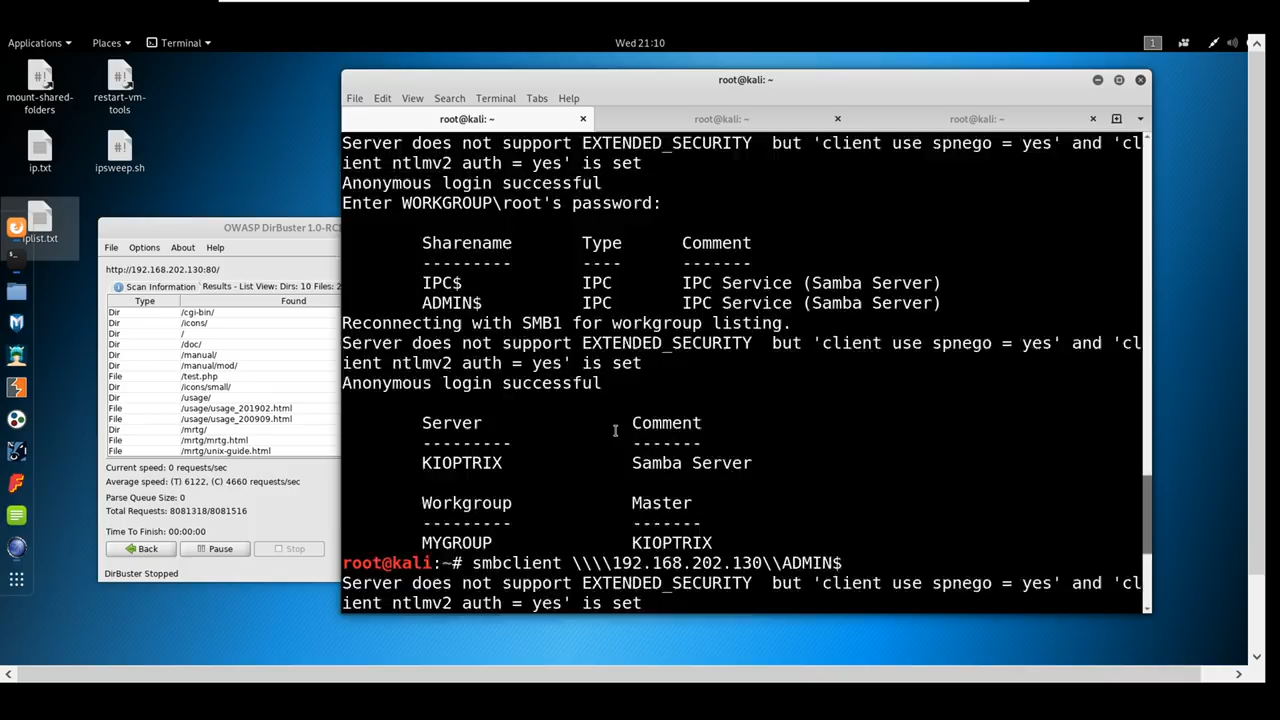 Applications
Places
Terminal
Wed 21:10
1
mount-shared-
folders
restart-vm-
tools
ip.txt
ipsweep.sh
iplist.txt
OWASP DirBuster 1.0-RC1
File Options About Help
http://192.168.202.130:80/
Scan Information Results - List View: Dirs: 10 Files: 2
Type Found
Dir /cgi-bin/
Dir /icons/
Dir /
Dir /doc/
Dir /manual/
Dir /manual/mod/
File /test.php
Dir /icons/small/
Dir /usage/
File /usage/usage_201902.html
File /usage/usage_200909.html
Dir /mrtg/
File /mrtg/mrtg.html
File /mrtg/unix-guide.html
Current speed: 0 requests/sec
Average speed: (T) 6122, (C) 4660 requests/sec
Parse Queue Size: 0
Total Requests: 8081318/8081516
Time To Finish: 00:00:00
Back Pause Stop
DirBuster Stopped
root@kali: ~
File Edit View Search Terminal Tabs Help
root@kali: ~ root@kali: ~ root@kali: ~
Server does not support EXTENDED_SECURITY  but 'client use spnego = yes' and 'cl
ient ntlmv2 auth = yes' is set
Anonymous login successful
Enter WORKGROUP\root's password:
Sharename Type Comment
--------- ---- -------
IPC$ IPC IPC Service (Samba Server)
ADMIN$ IPC IPC Service (Samba Server)
Reconnecting with SMB1 for workgroup listing.
Server does not support EXTENDED_SECURITY  but 'client use spnego = yes' and 'cl
ient ntlmv2 auth = yes' is set
Anonymous login successful
Server Comment
--------- -------
KIOPTRIX Samba Server
Workgroup Master
--------- -------
MYGROUP KIOPTRIX
root@kali:~# smbclient \\\\192.168.202.130\\ADMIN$
Server does not support EXTENDED_SECURITY  but 'client use spnego = yes' and 'cl
ient ntlmv2 auth = yes' is set